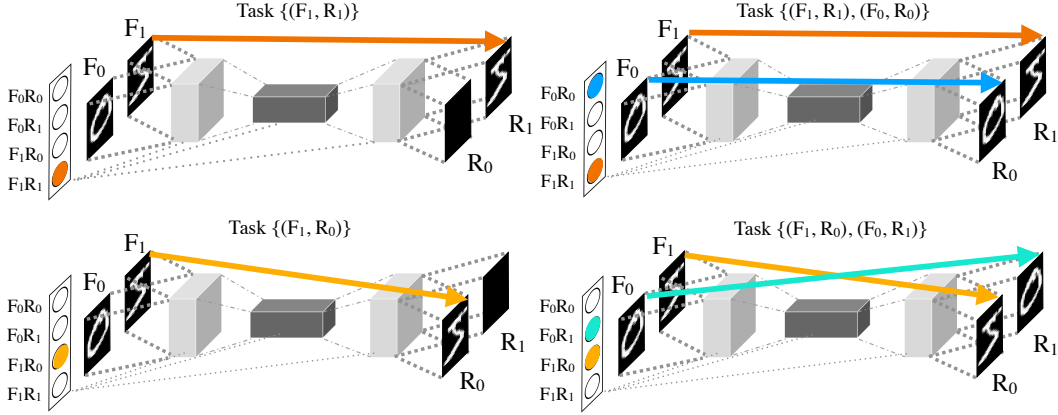 Task {(F₁, R₁)}
F₁
F₀
F₀R₀
F₀R₁
F₁R₀
F₁R₁
R₁
R₀
Task {(F₁, R₁), (F₀, R₀)}
F₁
F₀
F₀R₀
F₀R₁
F₁R₀
F₁R₁
R₁
R₀
Task {(F₁, R₀)}
F₁
F₀
F₀R₀
F₀R₁
F₁R₀
F₁R₁
R₁
R₀
Task {(F₁, R₀), (F₀, R₁)}
F₁
F₀
F₀R₀
F₀R₁
F₁R₀
F₁R₁
R₁
R₀